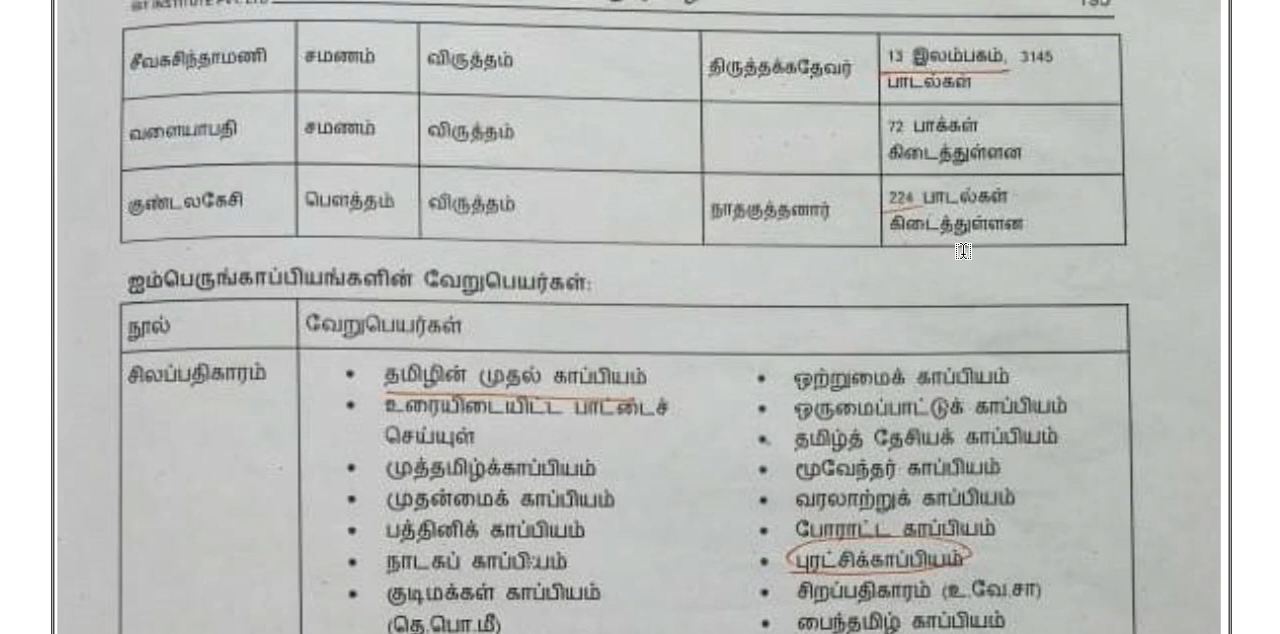 சீவகசிந்தாமணி சமணம் விருத்தம் திருத்தக்கதேவர் 13 இலம்பகம், 3145
பாடல்கள்
வளையாபதி சமணம் விருத்தம் 72 பாக்கள்
கிடைத்துள்ளன
குண்டலகேசி பௌத்தம் விருத்தம் நாதகுத்தனார் 224 பாடல்கள்
கிடைத்துள்ளன
ஐம்பெருங்காப்பியங்களின் வேறுபெயர்கள்:
நூல் வேறுபெயர்கள்
சிலப்பதிகாரம்
• தமிழின் முதல் காப்பியம்
• உரையிடையிட்ட பாட்டைச்
செய்யுள்
• முத்தமிழ்க்காப்பியம்
• முதன்மைக் காப்பியம்
• பத்தினிக் காப்பியம்
• நாடகப் காப்பியம்
• குடிமக்கள் காப்பியம்
(தெ.பொ.மீ)
• ஒற்றுமைக் காப்பியம்
• ஒருமைப்பாட்டுக் காப்பியம்
• தமிழ்த் தேசியக் காப்பியம்
• மூவேந்தர் காப்பியம்
• வரலாற்றுக் காப்பியம்
• போராட்ட காப்பியம்
• புரட்சிக்காப்பியம்
• சிறப்பதிகாரம் (உ.வே.சா)
• பைந்தமிழ் காப்பியம்